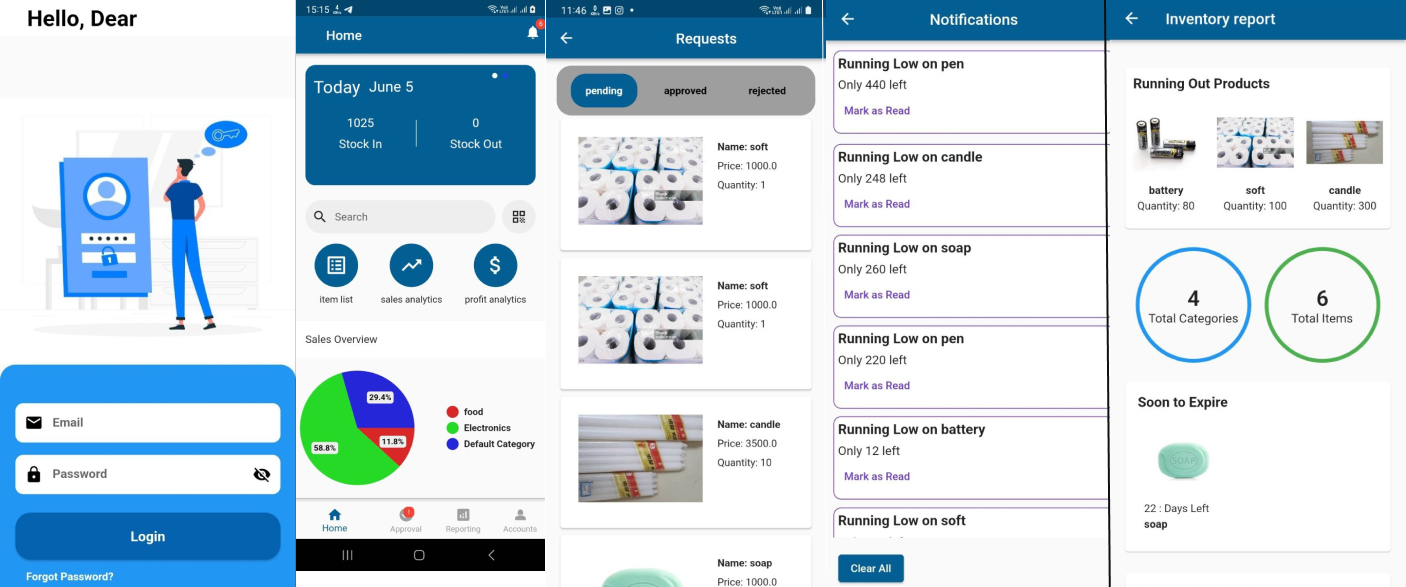 Hello, Dear
Email
Password
Login
Forgot Password?
15:15
Home
6
Today June 5
1025
Stock In
0
Stock Out
Search
item list
sales analytics
profit analytics
Sales Overview
29.4%
58.8%
11.8%
food
Electronics
Default Category
Home
Approval
Reporting
Accounts
11:46
Requests
pending
approved
rejected
Name: soft
Price: 1000.0
Quantity: 1
Name: soft
Price: 1000.0
Quantity: 1
Name: candle
Price: 3500.0
Quantity: 10
Name: soap
Price: 1000.0
Notifications
Running Low on pen
Only 440 left
Mark as Read
Running Low on candle
Only 248 left
Mark as Read
Running Low on soap
Only 260 left
Mark as Read
Running Low on pen
Only 220 left
Mark as Read
Running Low on battery
Only 12 left
Mark as Read
Running Low on soft
Clear All
Inventory report
Running Out Products
battery
Quantity: 80
soft
Quantity: 100
candle
Quantity: 300
4
Total Categories
6
Total Items
Soon to Expire
SOAP
22 : Days Left
soap